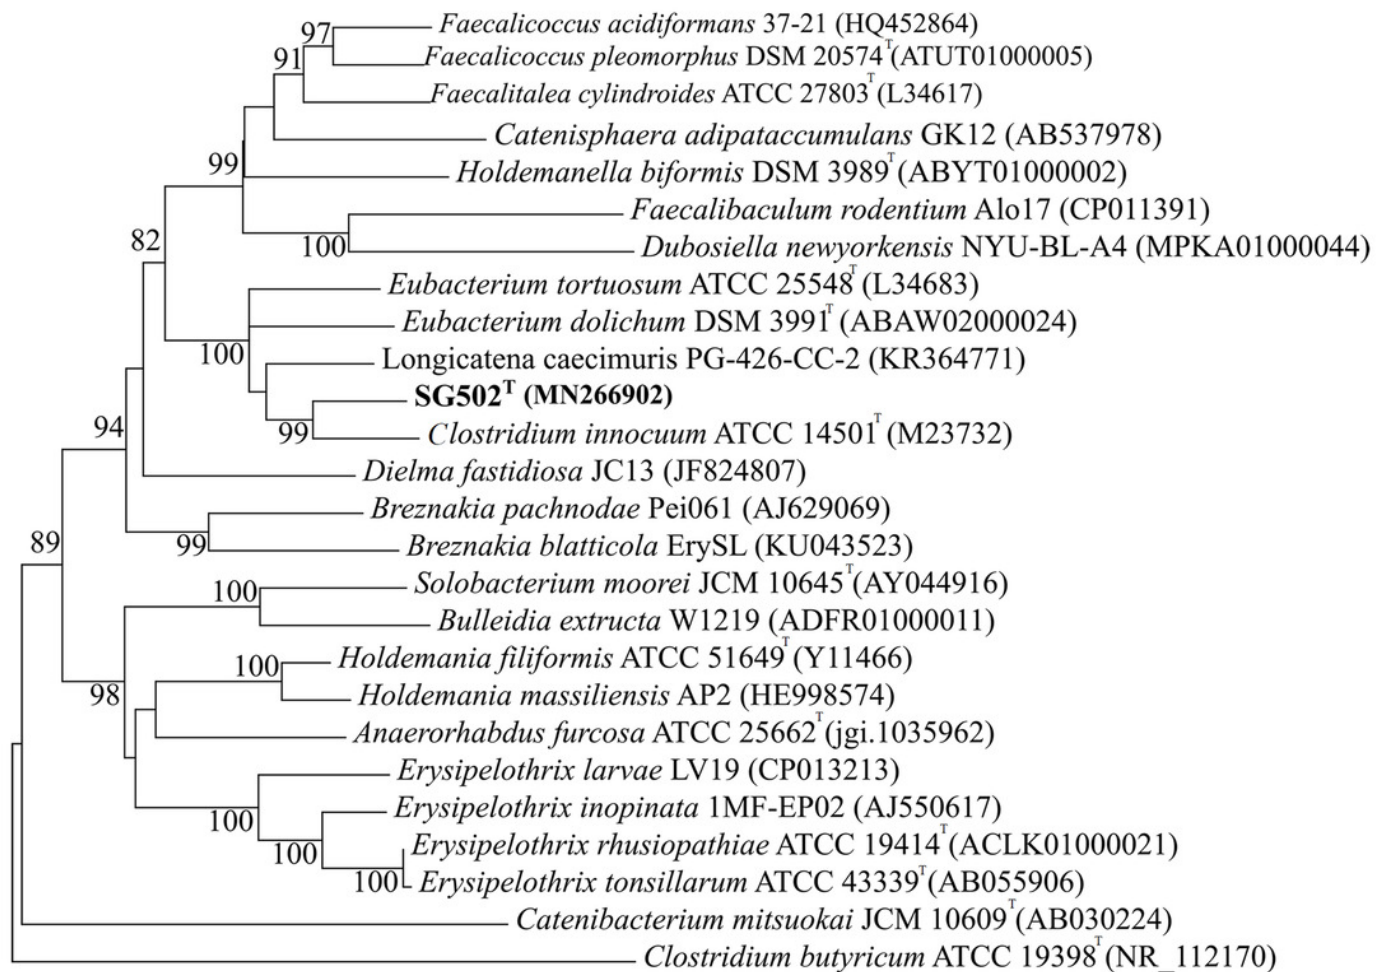 97 Faecalicoccus acidiformans 37-21 (HQ452864)
91 Faecalicoccus pleomorphus DSM 20574T(ATUT01000005)
Faecalitalea cylindroides ATCC 27803T(L34617)
Catenisphaera adipataccumulans GK12 (AB537978)
99 Holdemanella biformis DSM 3989T(ABYT01000002)
Faecalibaculum rodentium Alo17 (CP011391)
82 100 Dubosiella newyorkensis NYU-BL-A4 (MPKA01000044)
Eubacterium tortuosum ATCC 25548T(L34683)
Eubacterium dolichum DSM 3991T(ABAW02000024)
100 Longicatena caecimuris PG-426-CC-2 (KR364771)
SG502T (MN266902)
94 99 Clostridium innocuum ATCC 14501T(M23732)
Dielma fastidiosa JC13 (JF824807)
Breznakia pachnodae Pei061 (AJ629069)
89 99 Breznakia blatticola ErySL (KU043523)
100 Solobacterium moorei JCM 10645T(AY044916)
Bulleidia extructa W1219 (ADFR01000011)
100 Holdemania filiformis ATCC 51649T(Y11466)
98 Holdemania massiliensis AP2 (HE998574)
Anaerorhabdus furcosa ATCC 25662T(jgi.1035962)
Erysipelothrix larvae LV19 (CP013213)
100 Erysipelothrix inopinata 1MF-EP02 (AJ550617)
100 Erysipelothrix rhusiopathiae ATCC 19414T(ACLK01000021)
100 Erysipelothrix tonsillarum ATCC 43339T(AB055906)
Catenibacterium mitsuokai JCM 10609T(AB030224)
Clostridium butyricum ATCC 19398T(NR_112170)